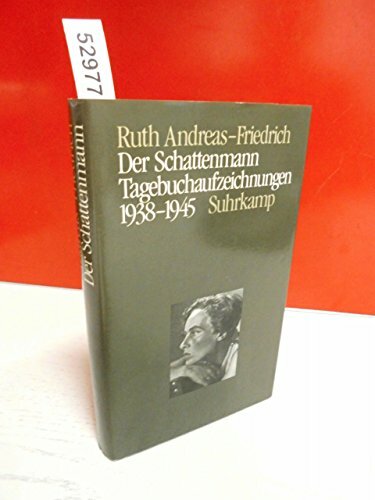 52977
Ruth Andreas-Friedrich
Der Schattenmann
Tagebuchaufzeichnungen
1938-1945 Suhrkamp
Der Schattenmann